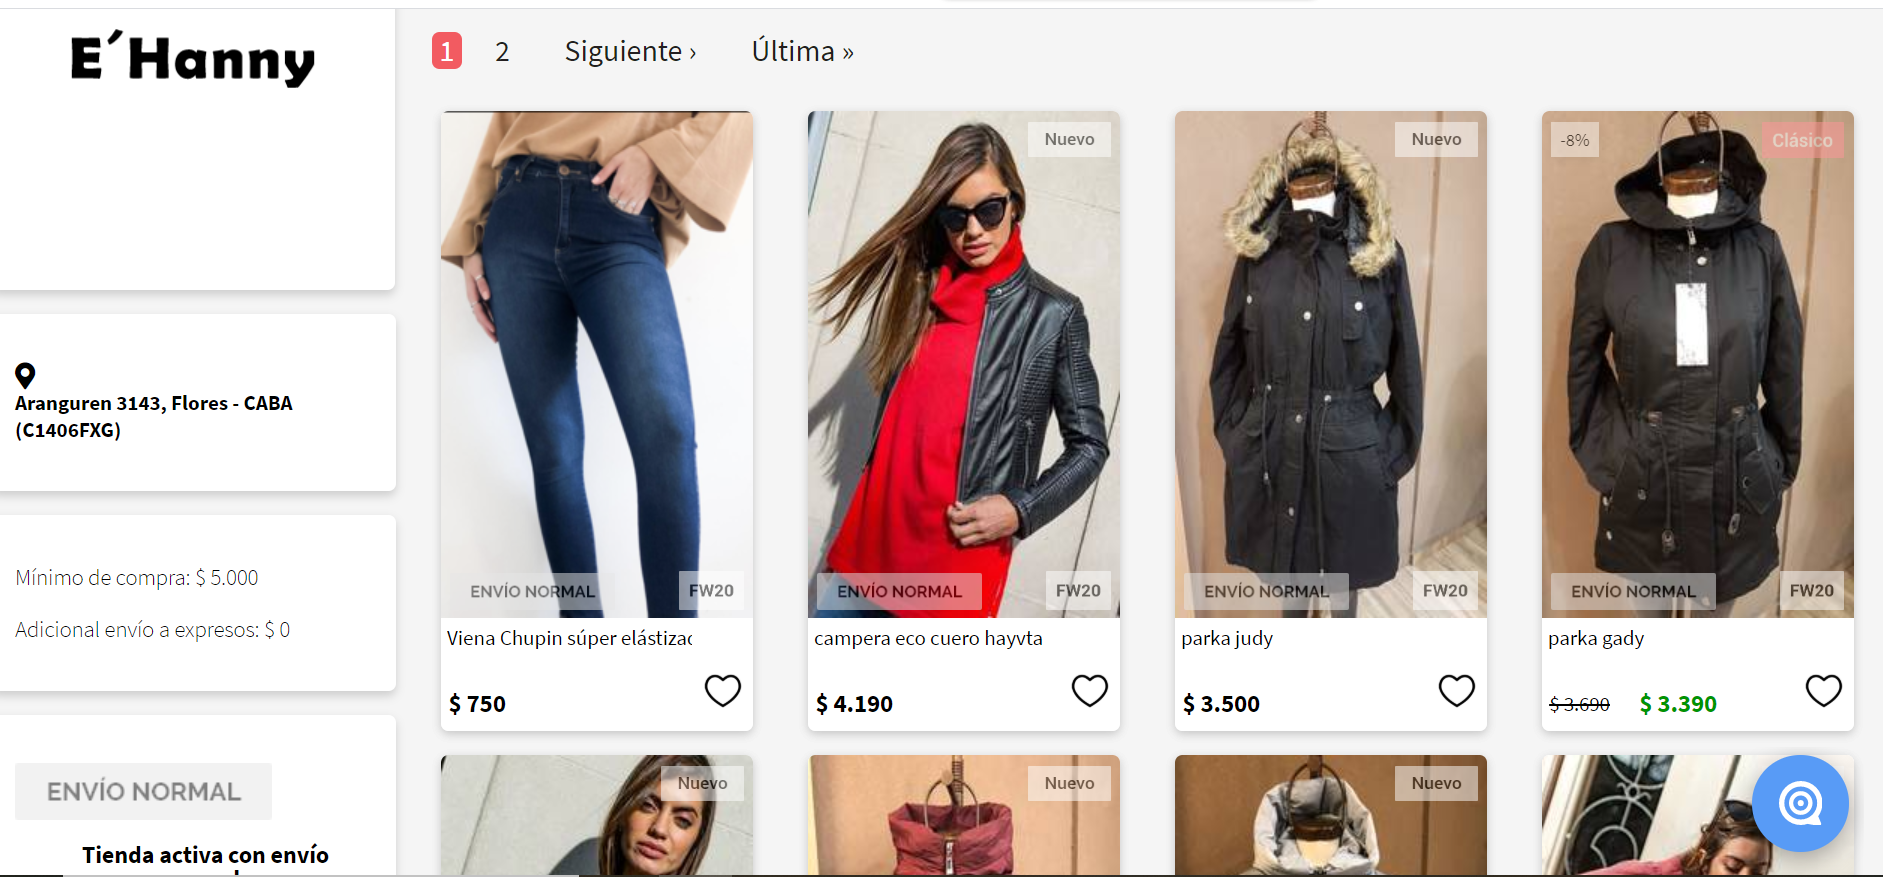 E´Hanny
Aranguren 3143, Flores - CABA
(C1406FXG)
Mínimo de compra: $ 5.000
Adicional envío a expresos: $ 0
ENVÍO NORMAL
Tienda activa con envío
1 2 Siguiente › Última »
ENVÍO NORMAL FW20
Viena Chupin súper elástizac
$ 750
Nuevo
ENVÍO NORMAL FW20
campera eco cuero hayvta
$ 4.190
Nuevo
ENVÍO NORMAL FW20
parka judy
$ 3.500
-8% Clásico
ENVÍO NORMAL FW20
parka gady
$ 3.690 $ 3.390
Nuevo
Nuevo
Nuevo